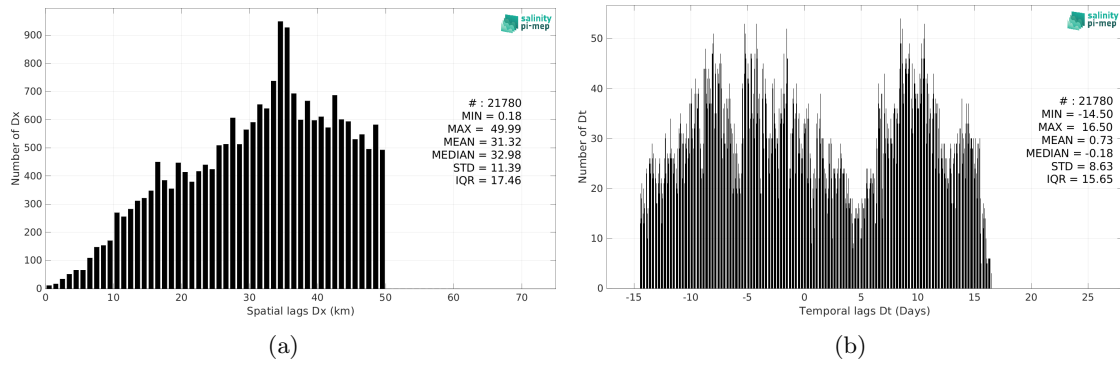 900
800
700
600
500
400
300
200
100
0
Number of Dx
0 10 20 30 40 50 60 70
Spatial lags Dx (km)
salinity
pi-mep
# : 21780
MIN = 0.18
MAX = 49.99
MEAN = 31.32
MEDIAN = 32.98
STD = 11.39
IQR = 17.46
(a)
50
40
30
20
10
0
Number of Dt
-15 -10 -5 0 5 10 15 20 25
Temporal lags Dt (Days)
salinity
pi-mep
# : 21780
MIN = -14.50
MAX = 16.50
MEAN = 0.73
MEDIAN = -0.18
STD = 8.63
IQR = 15.65
(b)